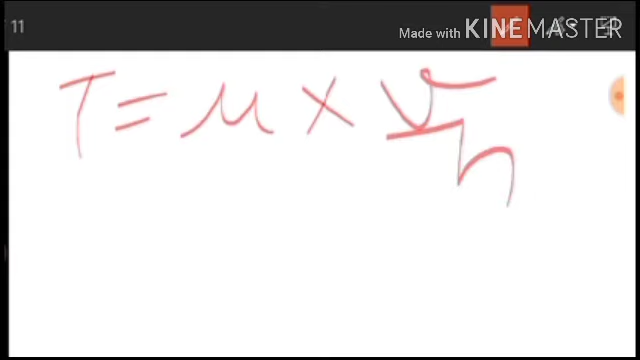 11
Made with KINEMASTER
T = μ × v/h